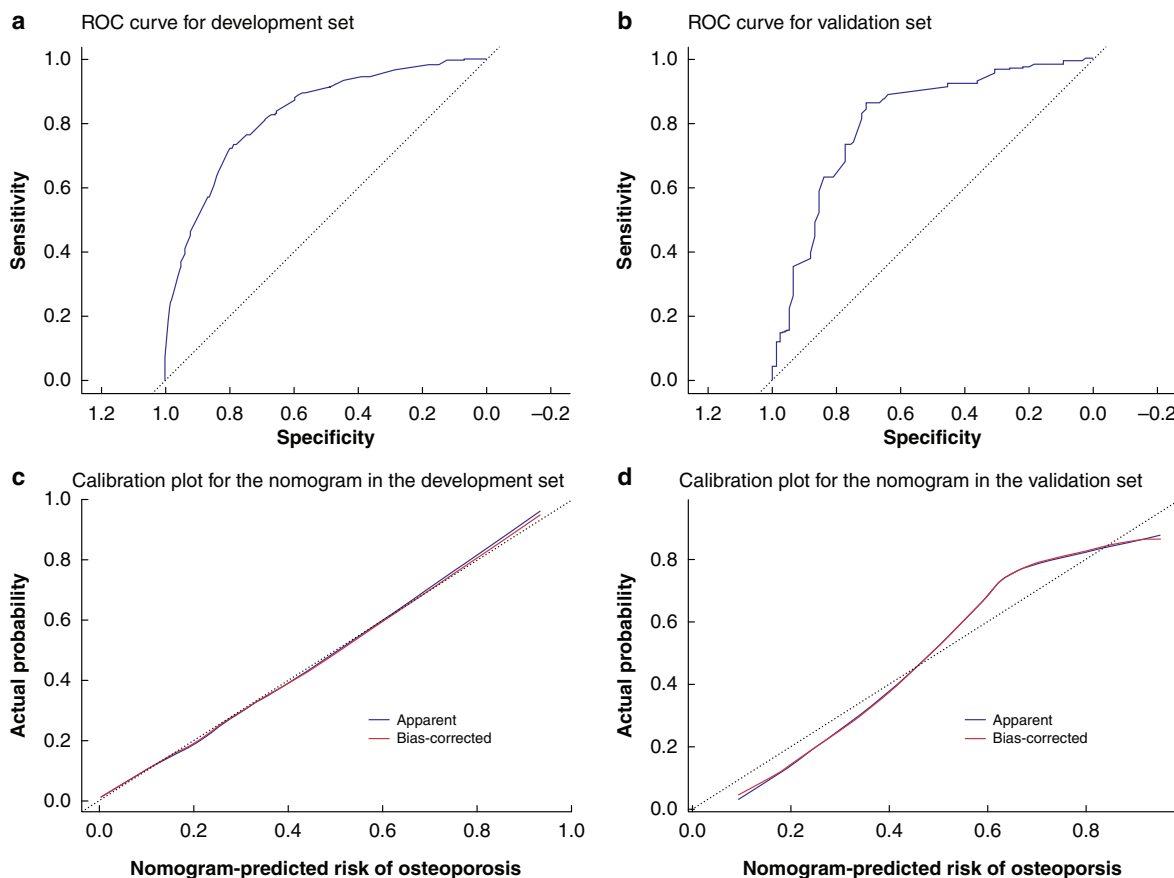 a ROC curve for development set
1.0
0.8
0.6
0.4
0.2
0.0
Sensitivity
1.2 1.0 0.8 0.6 0.4 0.2 0.0 −0.2
Specificity
b ROC curve for validation set
1.0
0.8
0.6
0.4
0.2
0.0
Sensitivity
1.2 1.0 0.8 0.6 0.4 0.2 0.0 −0.2
Specificity
c Calibration plot for the nomogram in the development set
1.0
0.8
0.6
0.4
0.2
0.0
Actual probability
Apparent
Bias-corrected
0.0 0.2 0.4 0.6 0.8 1.0
Nomogram-predicted risk of osteoporosis
d Calibration plot for the nomogram in the validation set
0.8
0.6
0.4
0.2
0.0
Actual probability
Apparent
Bias-corrected
0.0 0.2 0.4 0.6 0.8
Nomogram-predicted risk of osteoporsis